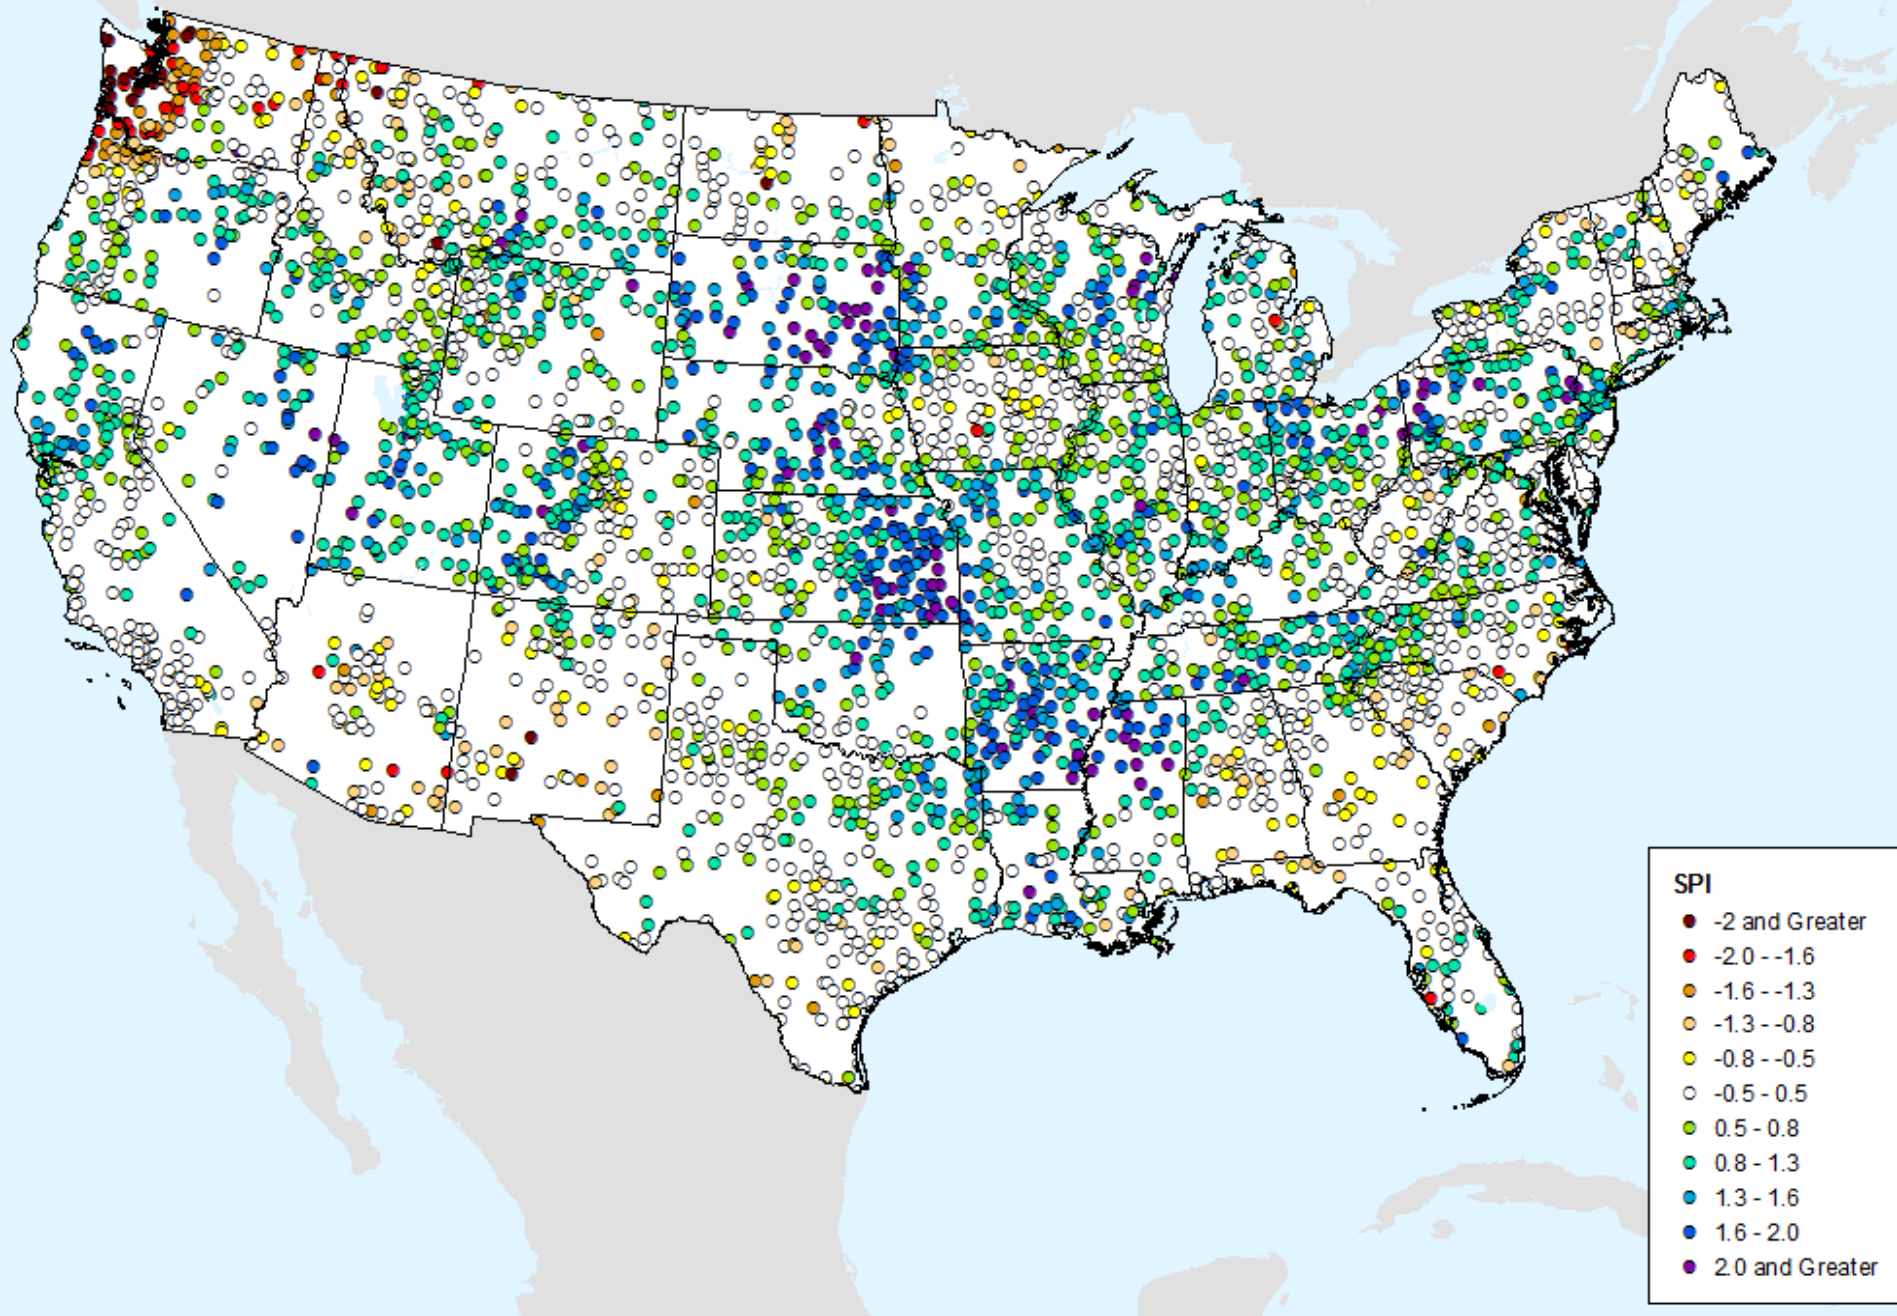 SPI
-2 and Greater
-2.0 - -1.6
-1.6 - -1.3
-1.3 - -0.8
-0.8 - -0.5
-0.5 - 0.5
0.5 - 0.8
0.8 - 1.3
1.3 - 1.6
1.6 - 2.0
2.0 and Greater